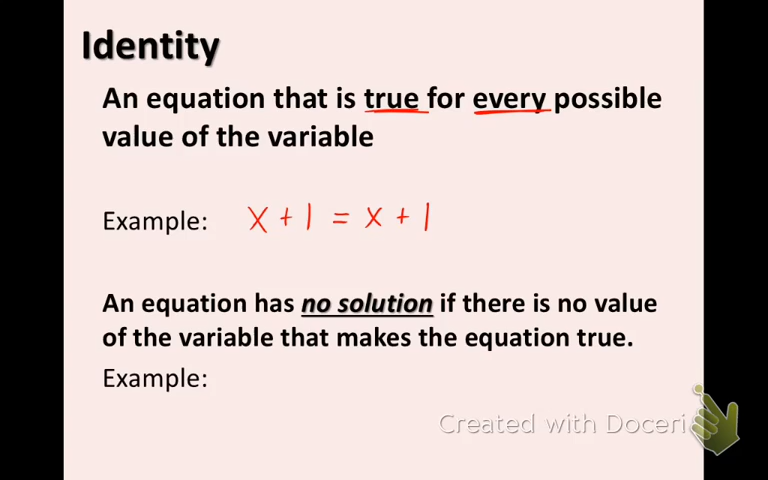 Identity
An equation that is true for every possible
value of the variable
Example: x + 1 = x + 1
An equation has no solution if there is no value
of the variable that makes the equation true.
Example:
Created with Doceri